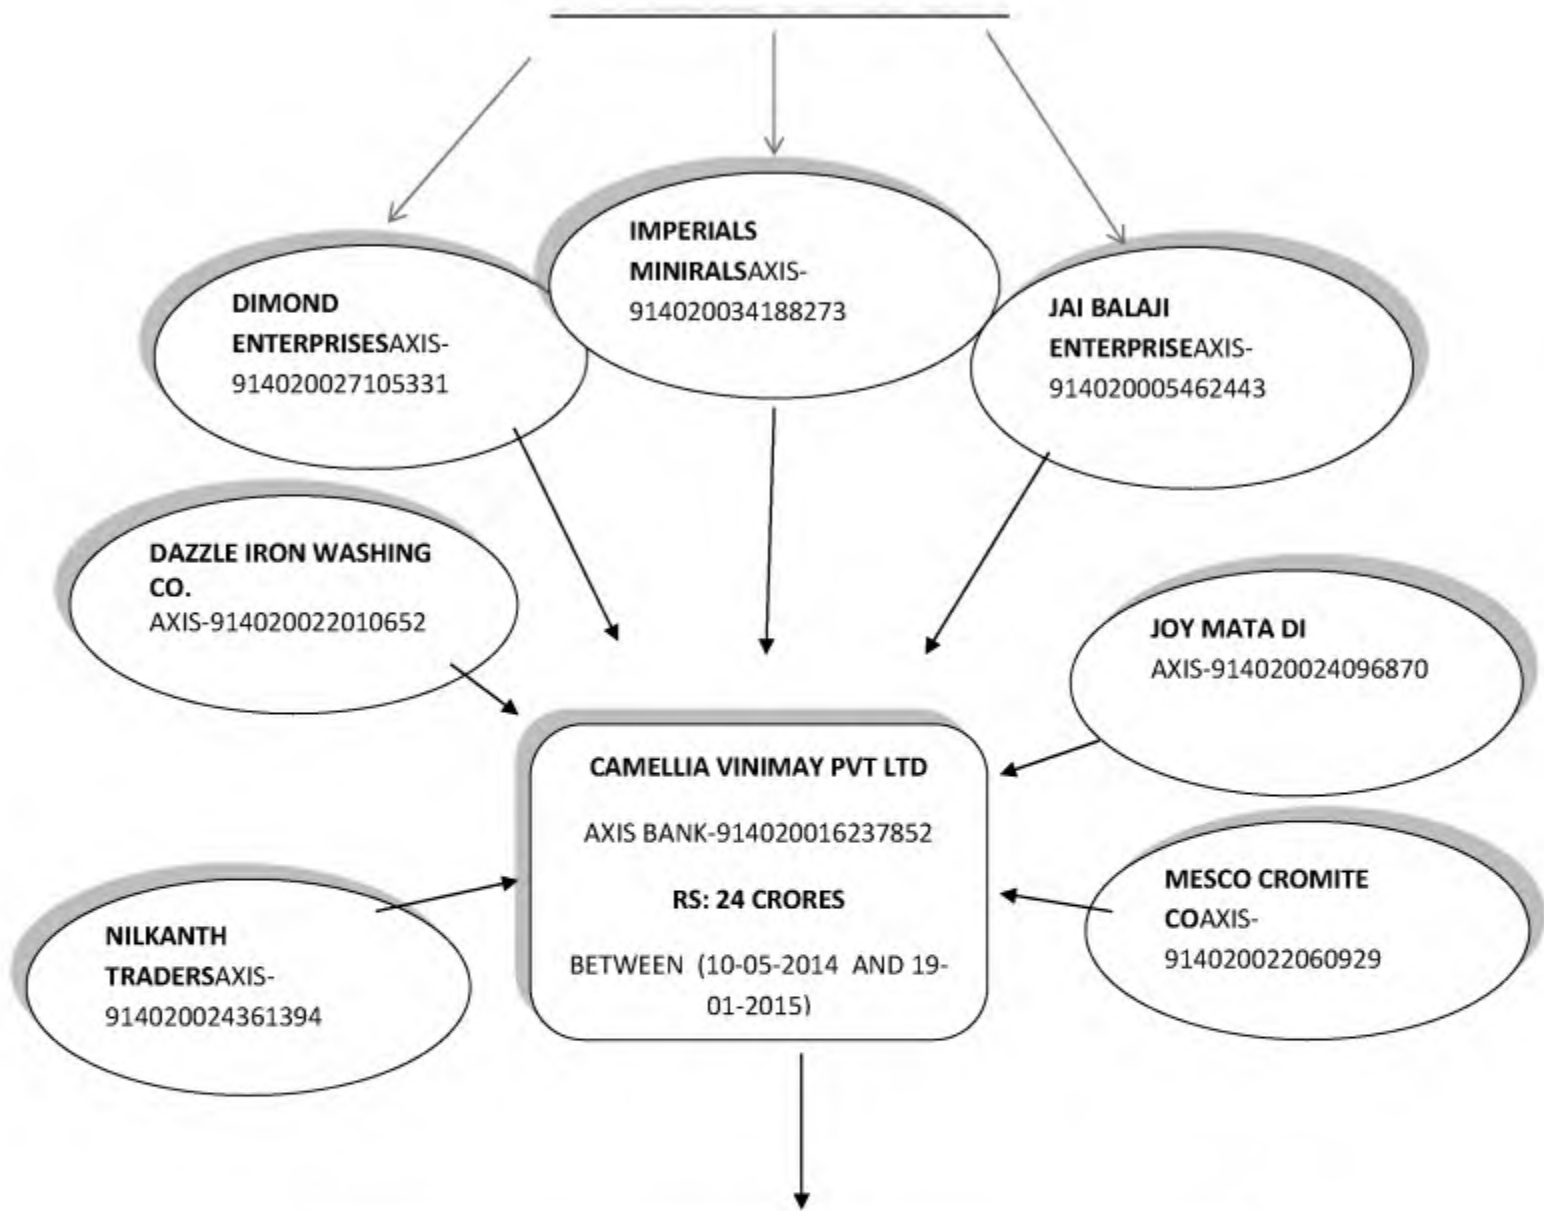 IMPERIALS
MINIRALSAXIS-
914020034188273
DIMOND
ENTERPRISESAXIS-
914020027105331
JAI BALAJI
ENTERPRISEAXIS-
914020005462443
DAZZLE IRON WASHING
CO.
AXIS-914020022010652
JOY MATA DI
AXIS-914020024096870
CAMELLIA VINIMAY PVT LTD
AXIS BANK-914020016237852
RS: 24 CRORES
BETWEEN (10-05-2014 AND 19-
01-2015)
MESCO CROMITE
COAXIS-
914020022060929
NILKANTH
TRADERSAXIS-
914020024361394